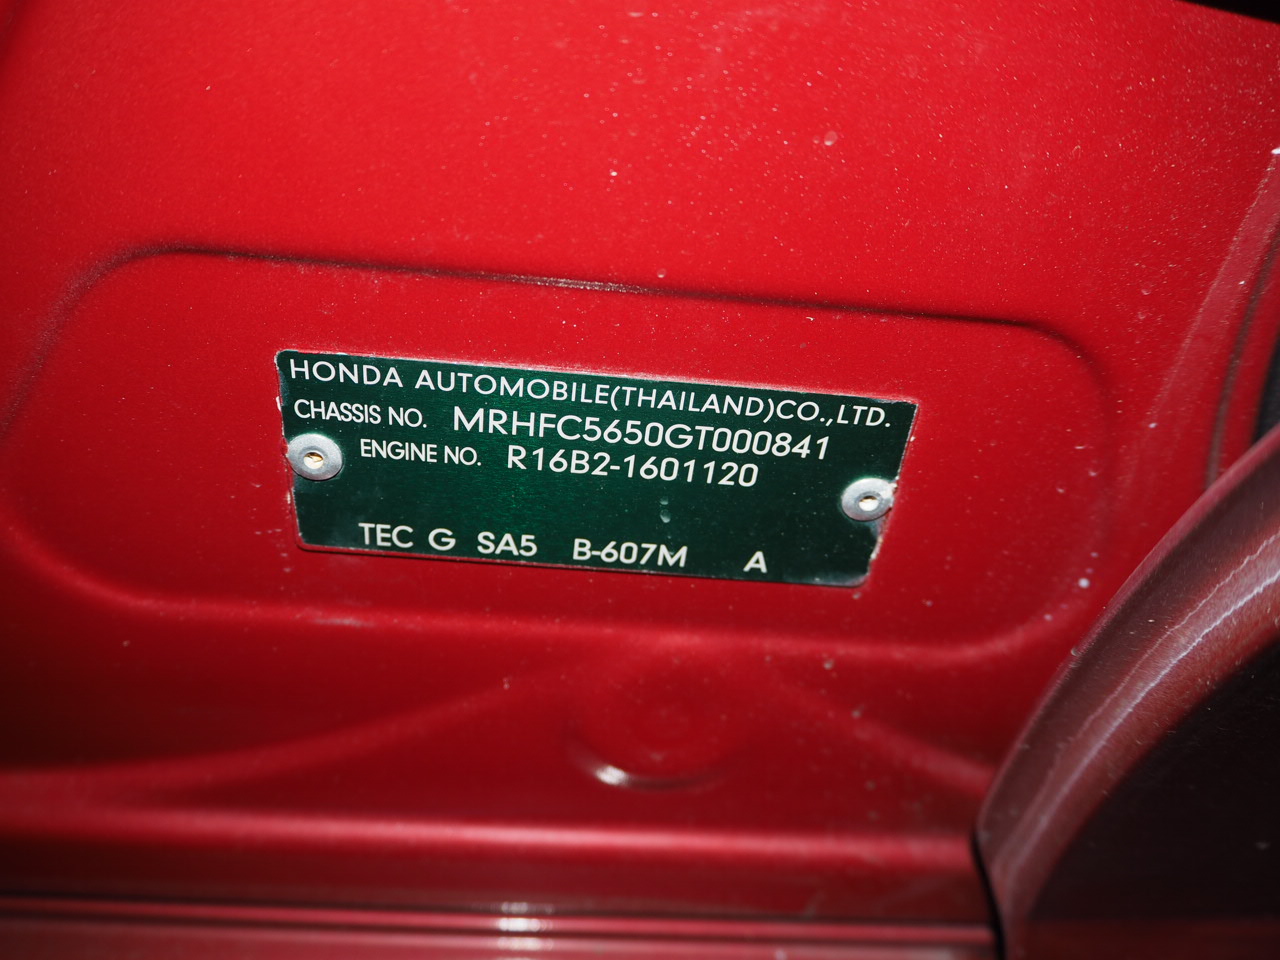 HONDA AUTOMOBILE(THAILAND)CO.,LTD.
CHASSIS NO. MRHFC5650GT000841
ENGINE NO. R16B2-1601120
TEC G SA5 B-607M A